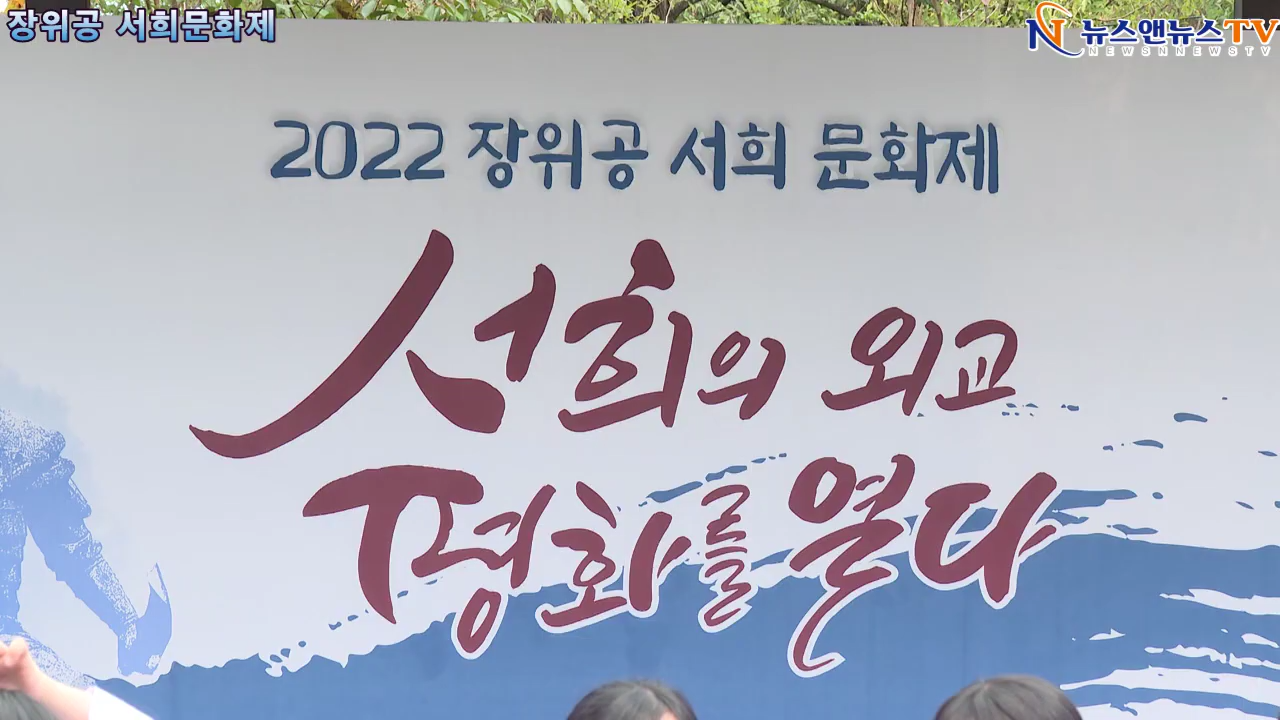 장위공 서희문화제
뉴스앤뉴스TV
NEWSNNEWSTV
2022 장위공 서희 문화제
서희의 외교
평화를 열다